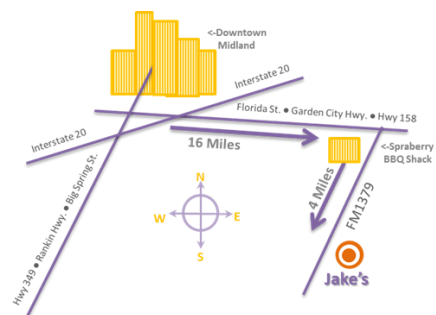 <-Downtown
Midland
Interstate 20
Florida St. ● Garden City Hwy. ● Hwy 158
Interstate 20
16 Miles
<-Spraberry
BBQ Shack
Hwy 349 ● Rankin Hwy. ● Big Spring St.
4 Miles
FM1379
N
W
E
S
Jake's